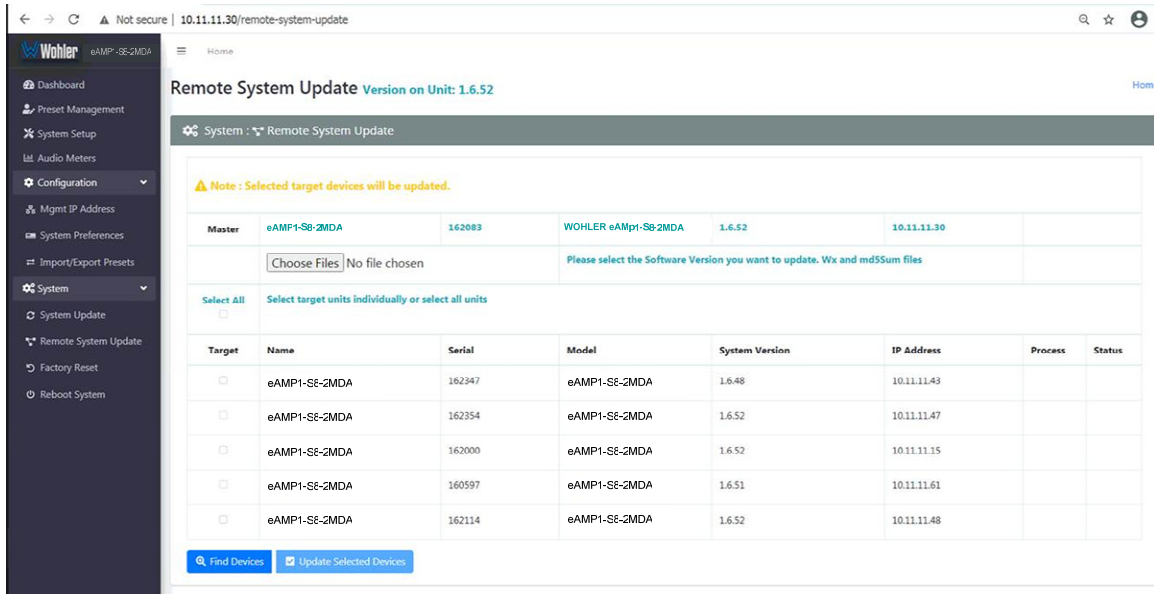 Not secure | 10.11.11.30/remote-system-update
Wohler eAMP1-S8-2MDA
Home
Dashboard
Preset Management
System Setup
Audio Meters
Configuration
Mgmt IP Address
System Preferences
Import/Export Presets
System
System Update
Remote System Update
Factory Reset
Reboot System
Remote System Update Version on Unit: 1.6.52
Hom
System : Remote System Update
Note : Selected target devices will be updated.
Master eAMP1-S8-2MDA 162083 WOHLER eAMp1-S8-2MDA 1.6.52 10.11.11.30
Choose Files No file chosen Please select the Software Version you want to update. Wx and md5Sum files
Select All Select target units individually or select all units
Target Name Serial Model System Version IP Address Process Status
eAMP1-S8-2MDA 162347 eAMP1-S8-2MDA 1.6.48 10.11.11.43
eAMP1-S8-2MDA 162354 eAMP1-S8-2MDA 1.6.52 10.11.11.47
eAMP1-S8-2MDA 162000 eAMP1-S8-2MDA 1.6.52 10.11.11.15
eAMP1-S8-2MDA 160597 eAMP1-S8-2MDA 1.6.51 10.11.11.61
eAMP1-S8-2MDA 162114 eAMP1-S8-2MDA 1.6.52 10.11.11.48
Find Devices Update Selected Devices